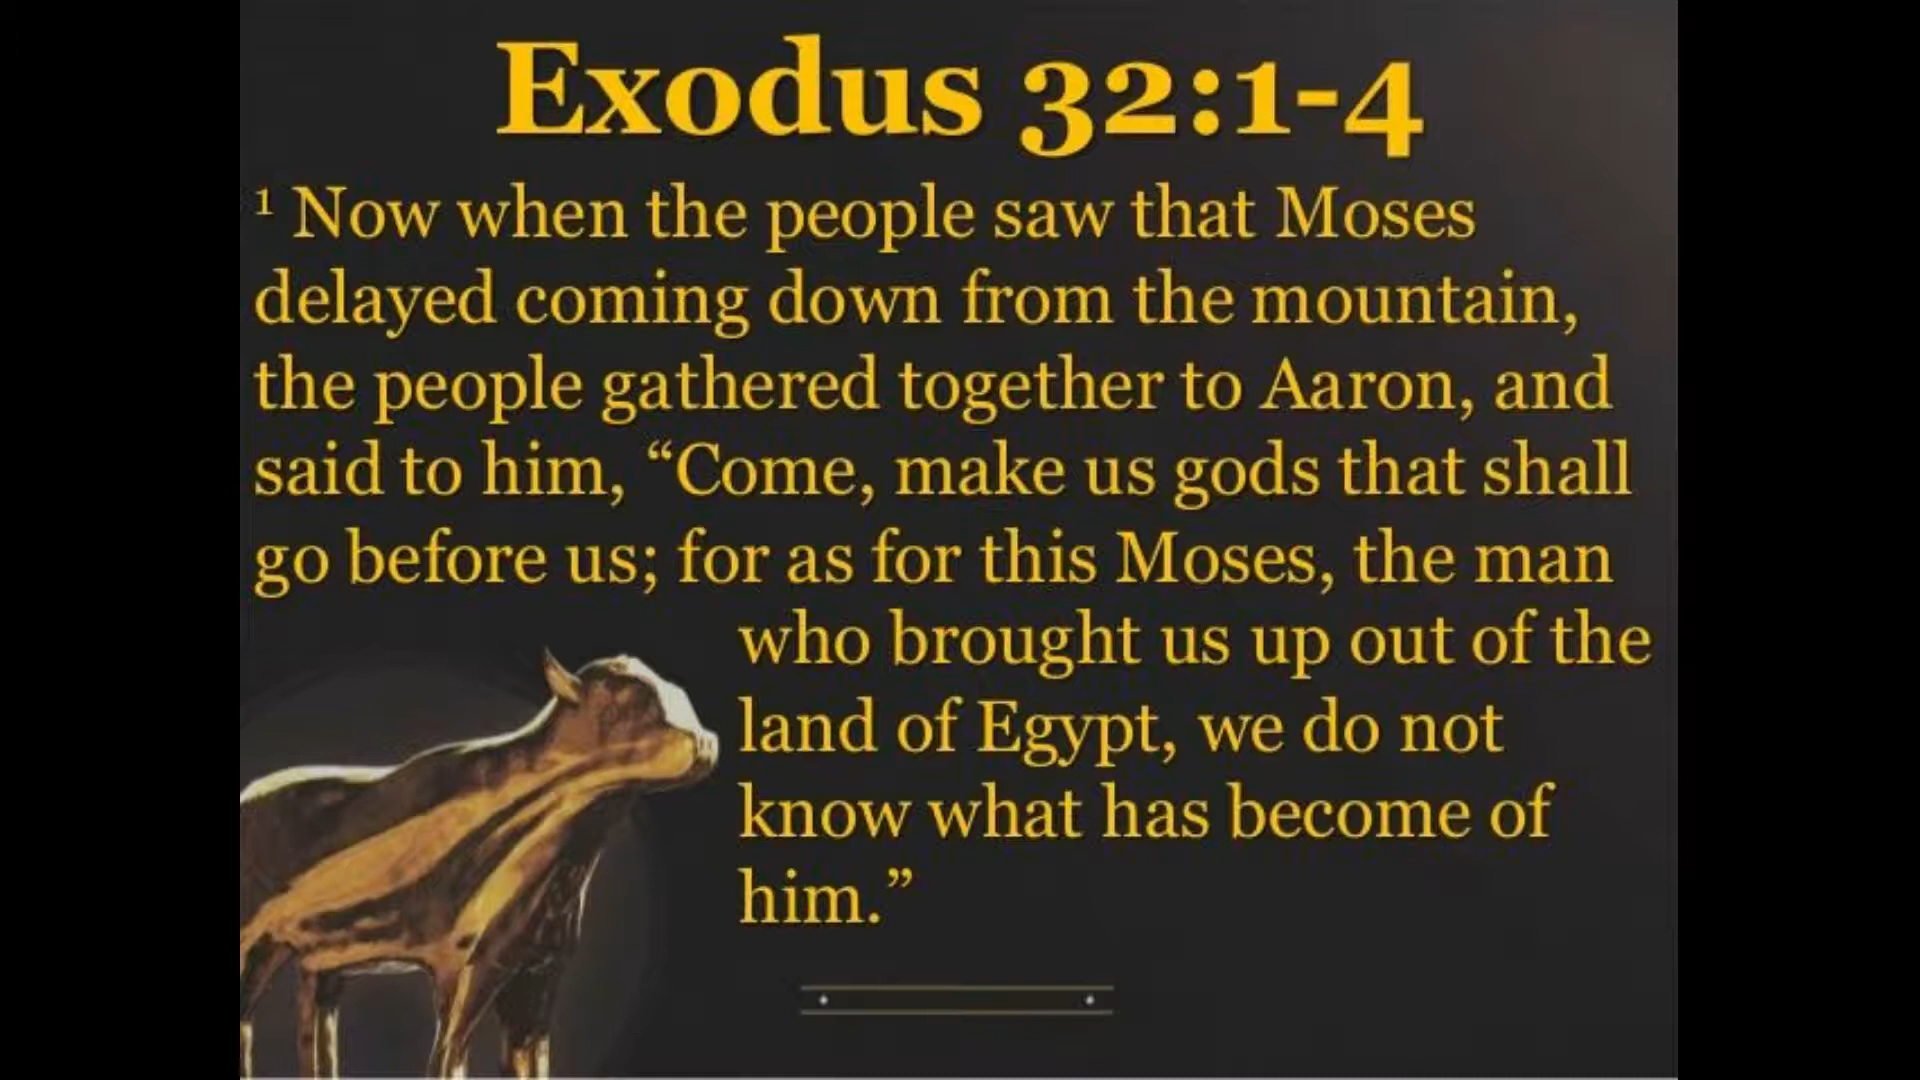 Exodus 32:1-4
¹ Now when the people saw that Moses
delayed coming down from the mountain,
the people gathered together to Aaron, and
said to him, “Come, make us gods that shall
go before us; for as for this Moses, the man
who brought us up out of the
land of Egypt, we do not
know what has become of
him.”